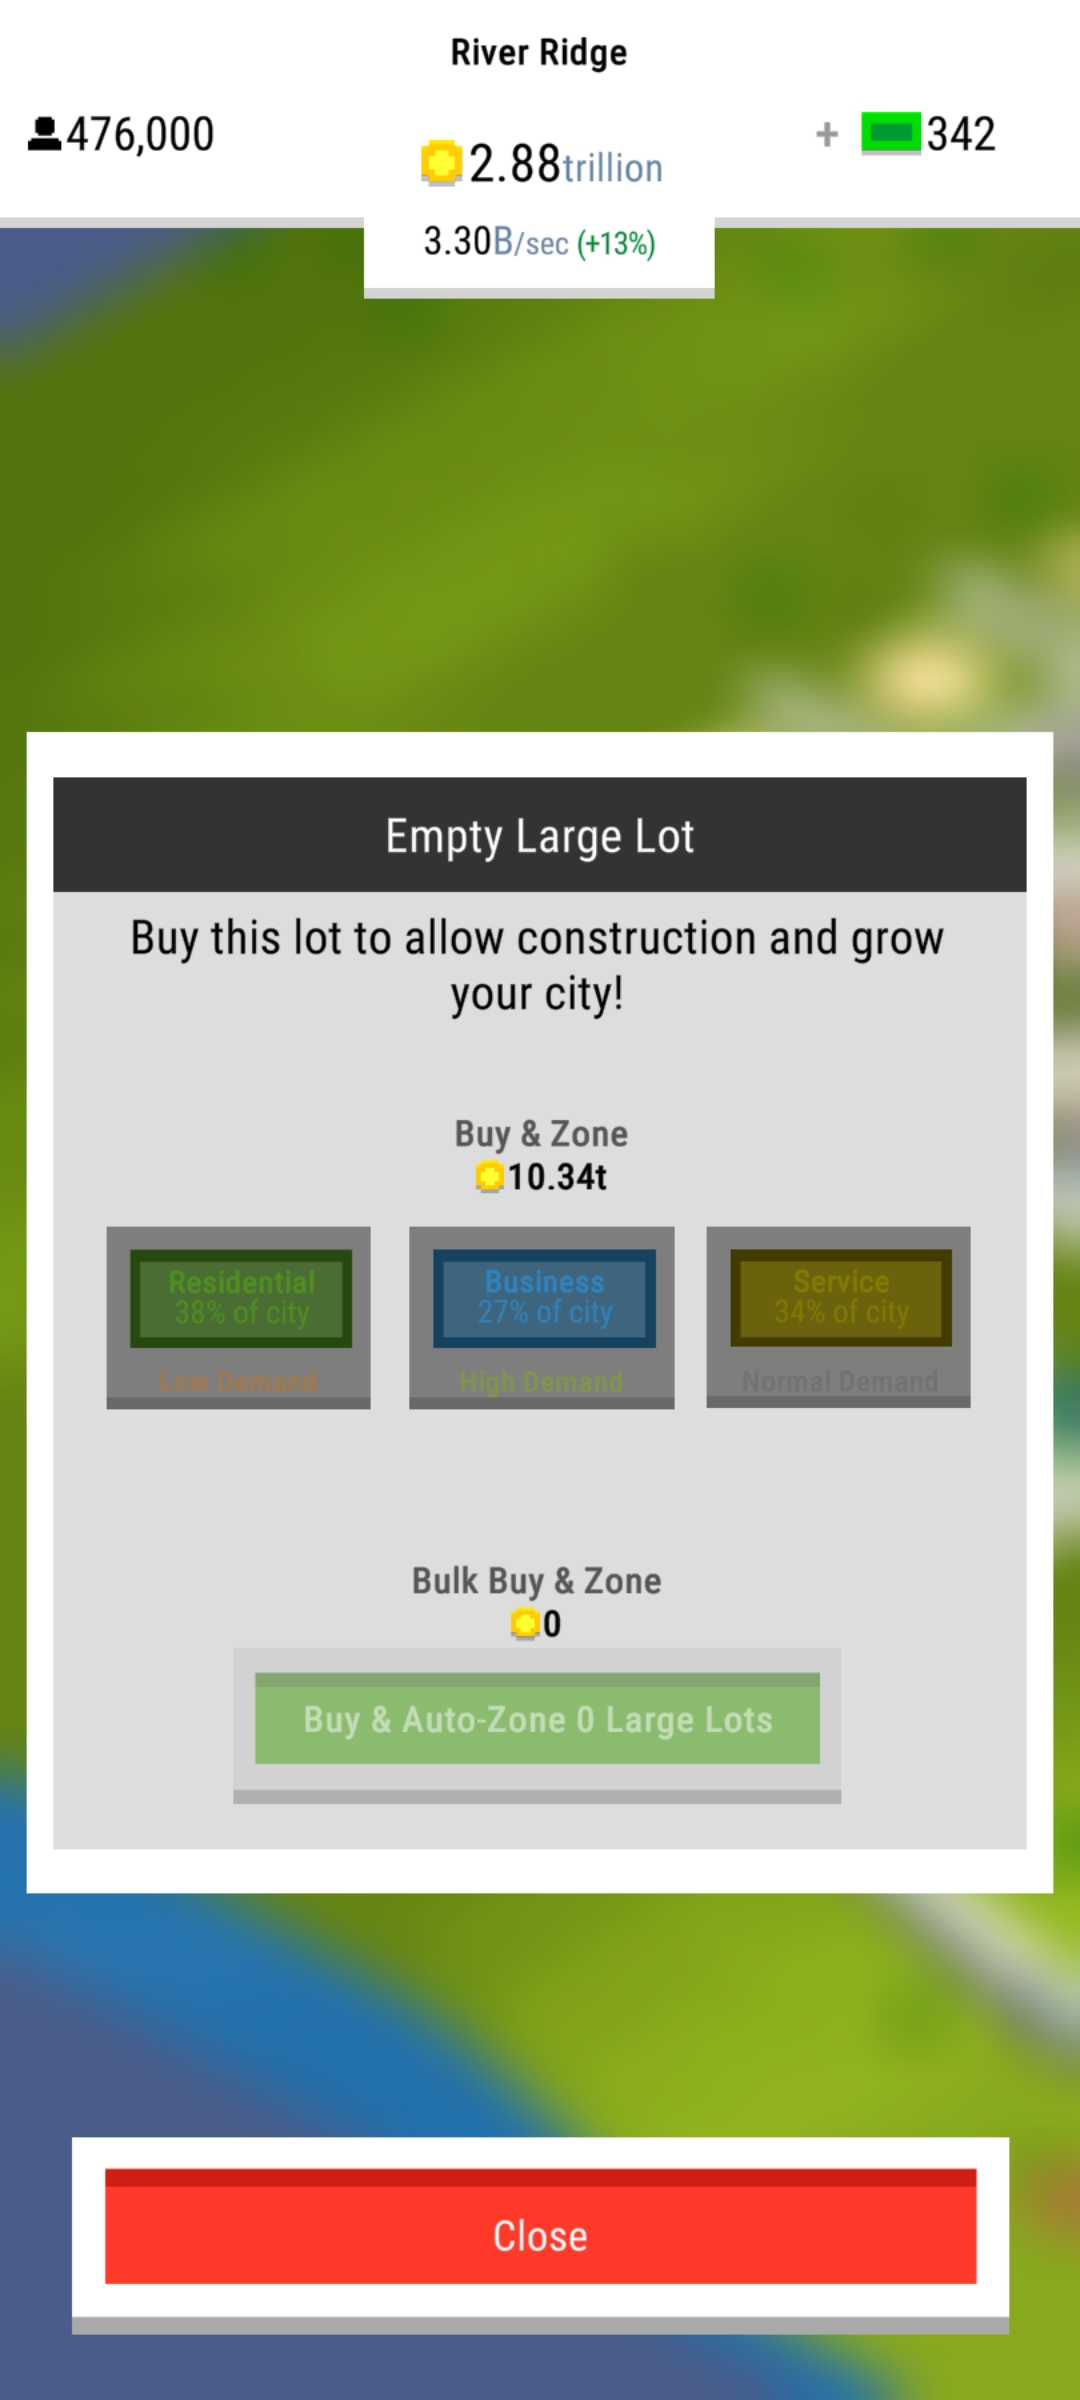 River Ridge
476,000
2.88trillion
+ 342
3.30B/sec (+13%)
Empty Large Lot
Buy this lot to allow construction and grow
your city!
Buy & Zone
10.34t
Residential
38% of city
Low Demand
Business
27% of city
High Demand
Service
34% of city
Normal Demand
Bulk Buy & Zone
0
Buy & Auto-Zone 0 Large Lots
Close